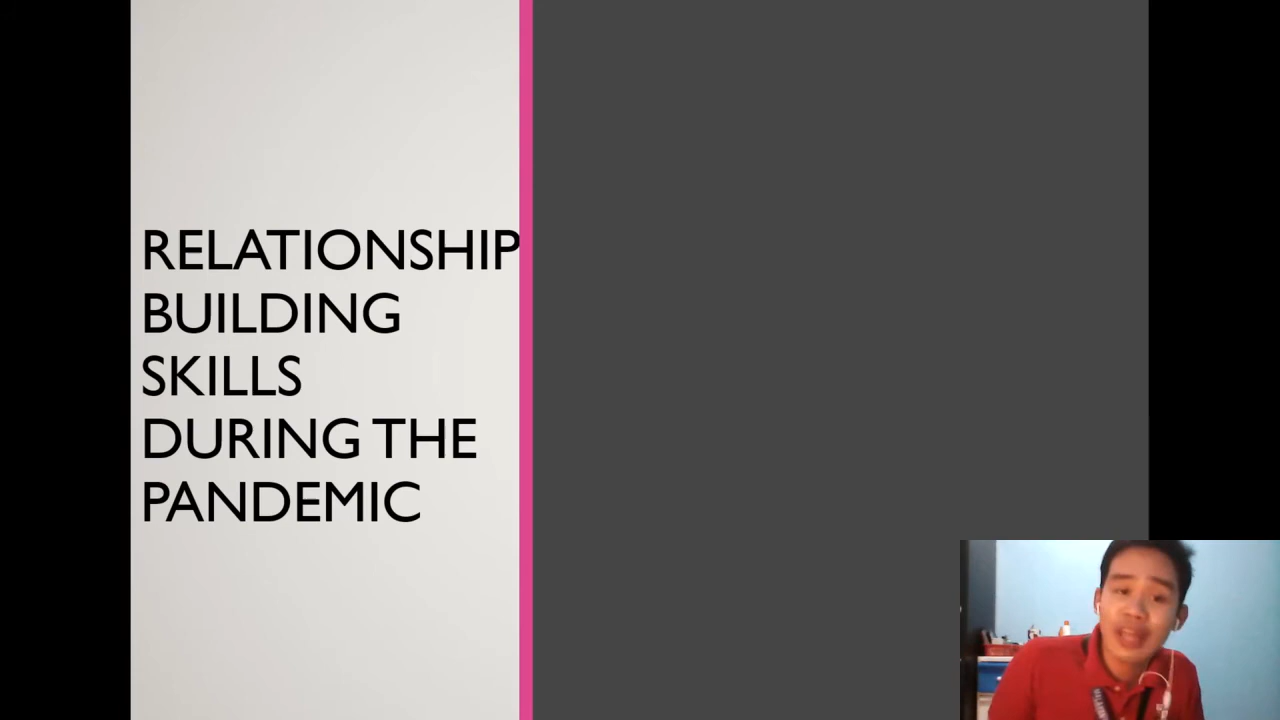 RELATIONSHIP
BUILDING
SKILLS
DURING THE
PANDEMIC